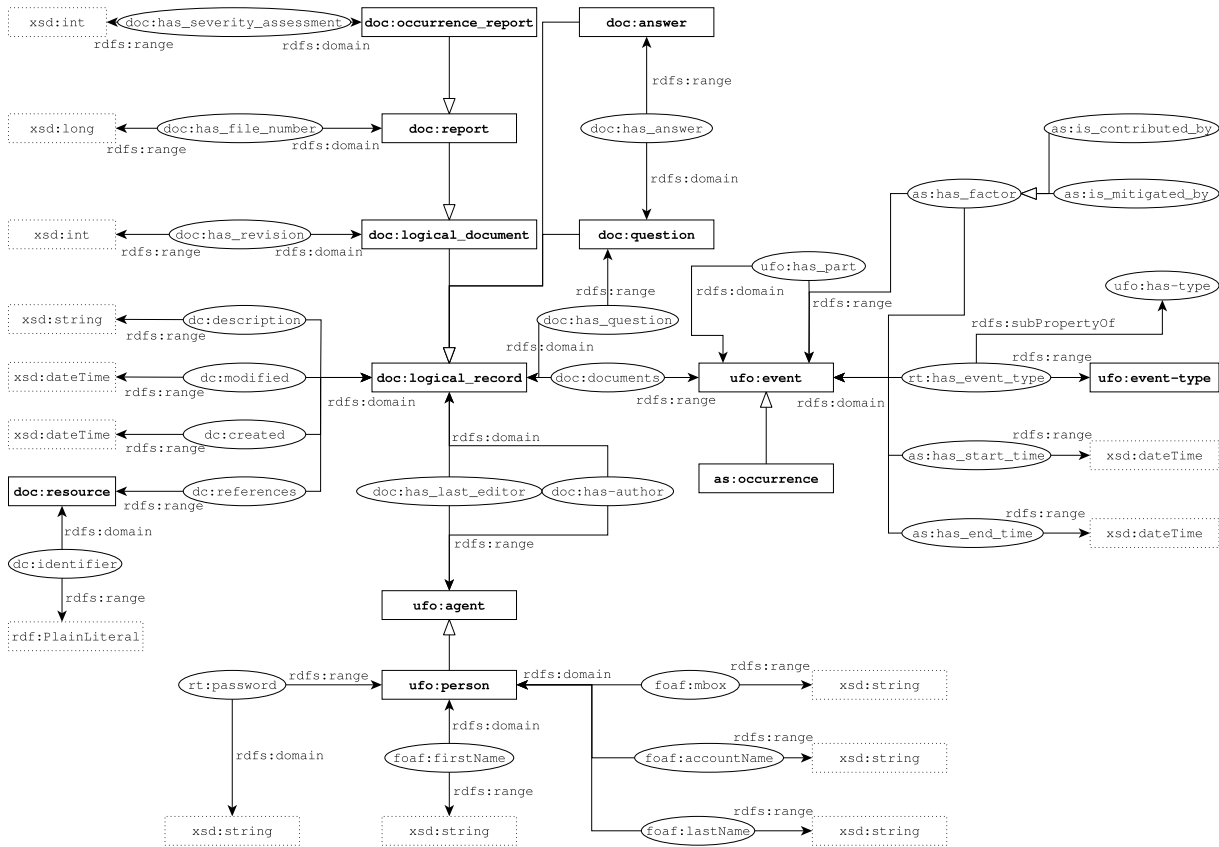 xsd:int
doc:has_severity_assessment
doc:occurrence_report
doc:answer
rdfs:range
rdfs:domain
rdfs:range
xsd:long
doc:has_file_number
doc:report
doc:has_answer
as:is_contributed_by
rdfs:range
rdfs:domain
rdfs:domain
as:has_factor
as:is_mitigated_by
xsd:int
doc:has_revision
doc:logical_document
doc:question
rdfs:range
rdfs:domain
ufo:has_part
rdfs:domain
rdfs:range
rdfs:range
ufo:has-type
xsd:string
dc:description
doc:has_question
rdfs:subPropertyOf
rdfs:range
rdfs:domain
rdfs:range
xsd:dateTime
dc:modified
doc:logical_record
doc:documents
ufo:event
rt:has_event_type
ufo:event-type
rdfs:range
rdfs:domain
rdfs:range
rdfs:domain
xsd:dateTime
dc:created
rdfs:range
rdfs:domain
rdfs:range
as:has_start_time
xsd:dateTime
as:occurrence
doc:resource
dc:references
doc:has_last_editor
doc:has-author
rdfs:range
rdfs:range
rdfs:domain
as:has_end_time
xsd:dateTime
rdfs:range
dc:identifier
rdfs:range
ufo:agent
rdf:PlainLiteral
rt:password
rdfs:range
ufo:person
rdfs:domain
foaf:mbox
rdfs:range
xsd:string
rdfs:domain
rdfs:range
rdfs:domain
foaf:firstName
foaf:accountName
xsd:string
rdfs:range
rdfs:range
xsd:string
xsd:string
foaf:lastName
xsd:string